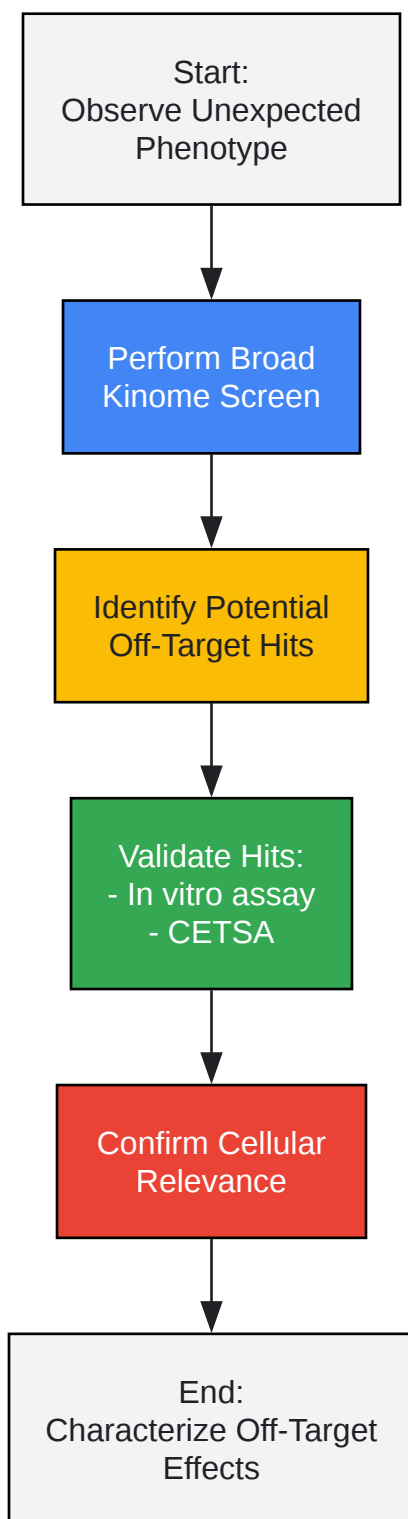 Start:
Observe Unexpected
Phenotype
Perform Broad
Kinome Screen
Identify Potential
Off-Target Hits
Validate Hits:
- In vitro assay
- CETSA
Confirm Cellular
Relevance
End:
Characterize Off-Target
Effects